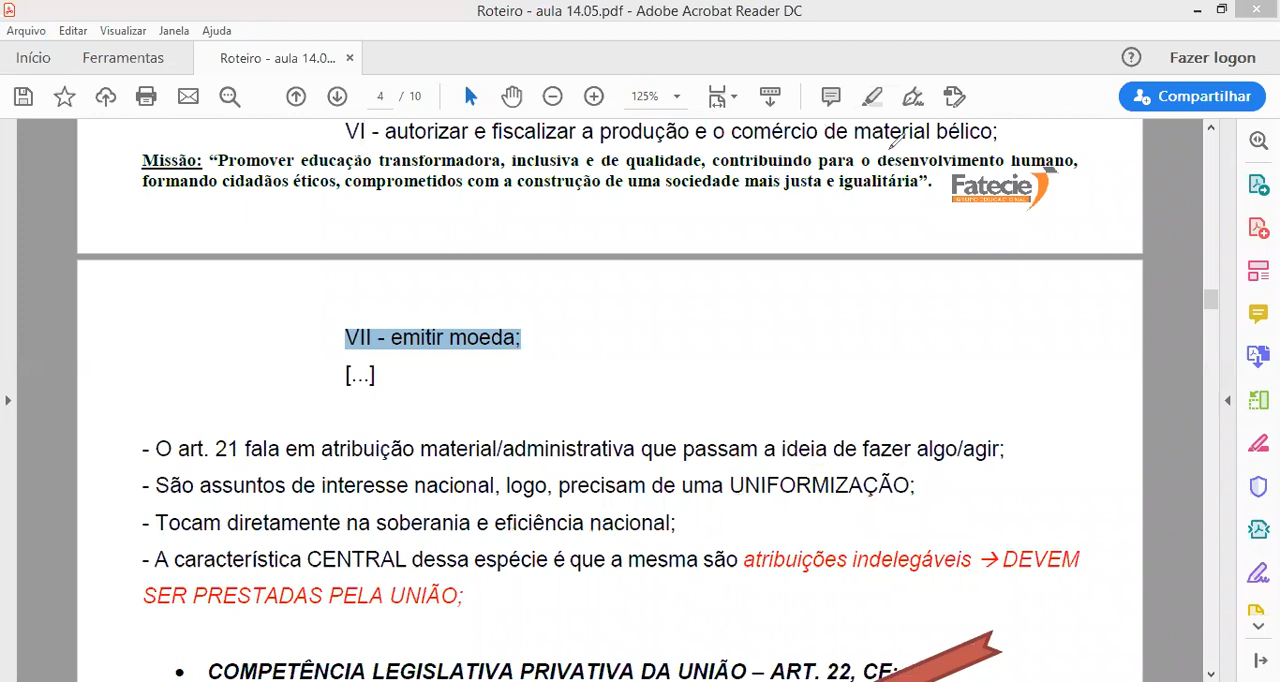 Roteiro - aula 14.05.pdf - Adobe Acrobat Reader DC
Arquivo Editar Visualizar Janela Ajuda
Início Ferramentas Roteiro - aula 14.0... × Fazer logon
4 / 10 125% Compartilhar
VI - autorizar e fiscalizar a produção e o comércio de material bélico;
Missão: “Promover educação transformadora, inclusiva e de qualidade, contribuindo para o desenvolvimento humano,
formando cidadãos éticos, comprometidos com a construção de uma sociedade mais justa e igualitária”.
Fatecie
GRUPO EDUCACIONAL
VII - emitir moeda;
[...]
- O art. 21 fala em atribuição material/administrativa que passam a ideia de fazer algo/agir;
- São assuntos de interesse nacional, logo, precisam de uma UNIFORMIZAÇÃO;
- Tocam diretamente na soberania e eficiência nacional;
- A característica CENTRAL dessa espécie é que a mesma são atribuições indelegáveis → DEVEM
SER PRESTADAS PELA UNIÃO;
• COMPETÊNCIA LEGISLATIVA PRIVATIVA DA UNIÃO – ART. 22, CF;